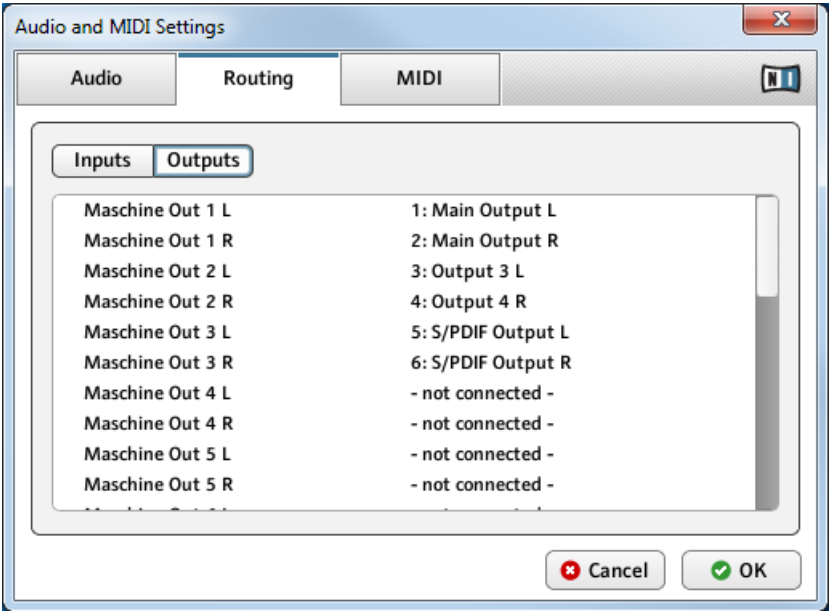 Audio and MIDI Settings
Audio Routing MIDI
Inputs Outputs
Maschine Out 1 L 1: Main Output L
Maschine Out 1 R 2: Main Output R
Maschine Out 2 L 3: Output 3 L
Maschine Out 2 R 4: Output 4 R
Maschine Out 3 L 5: S/PDIF Output L
Maschine Out 3 R 6: S/PDIF Output R
Maschine Out 4 L - not connected -
Maschine Out 4 R - not connected -
Maschine Out 5 L - not connected -
Maschine Out 5 R - not connected -
Cancel OK